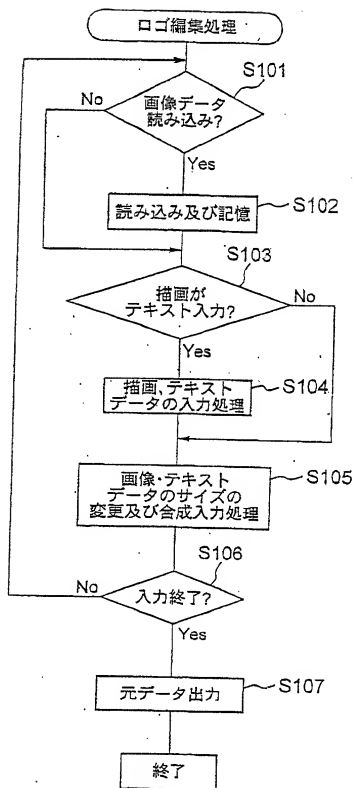 ロゴ編集処理
S101
No
画像データ
読み込み?
Yes
読み込み及び記憶
S102
S103
描画が
テキスト入力?
No
Yes
描画、テキスト
データの入力処理
S104
画像・テキスト
データのサイズの
変更及び合成入力処理
S105
S106
No
入力終了?
Yes
元データ出力
S107
終了